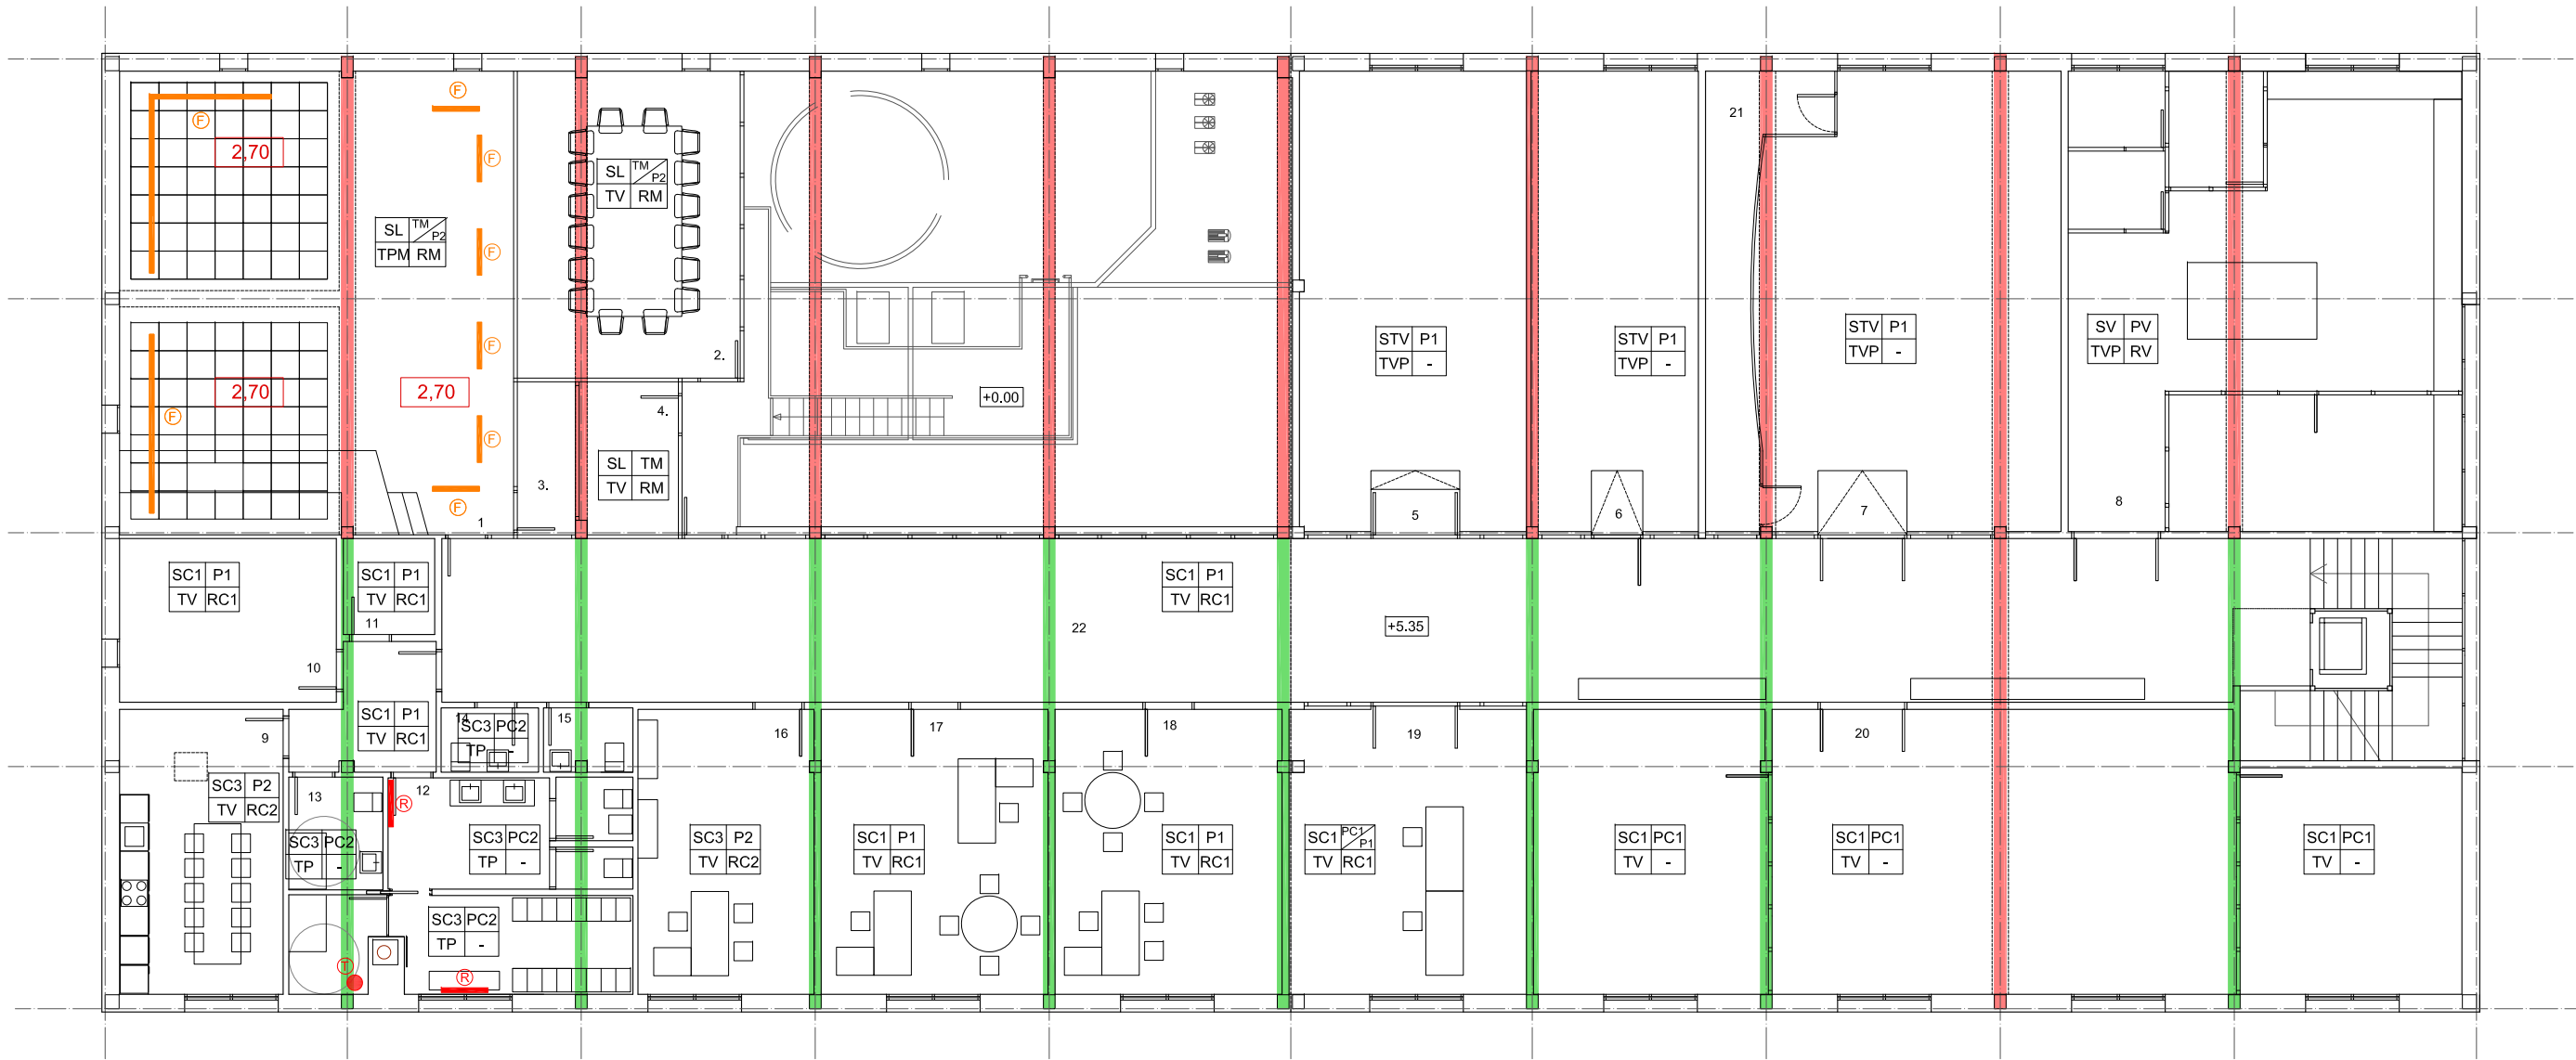 F
F
2,70
F
21
SL TM P2
TV RM
SL TM P2
TPM RM
F
F
STV P1
TVP -
STV P1
TVP -
STV P1
TVP -
SV PV
TVP RV
2.
F
2,70
2,70
+0.00
F
4.
F
SL TM
TV RM
3.
F
1
5
6
7
8
SC1 P1
TV RC1
SC1 P1
TV RC1
SC1 P1
TV RC1
11
22
+5.35
10
SC1 P1
TV RC1
14
SC3 PC2
TP -
15
16
17
18
19
20
9
SC3 P2
TV RC2
13
R
12
SC3 PC2
TP -
SC3 PC2
TP -
SC3 P2
TV RC2
SC1 P1
TV RC1
SC1 P1
TV RC1
SC1 PC1 P1
TV RC1
SC1 PC1
TV -
SC1 PC1
TV -
SC1 PC1
TV -
SC3 PC2
TP -
T
R